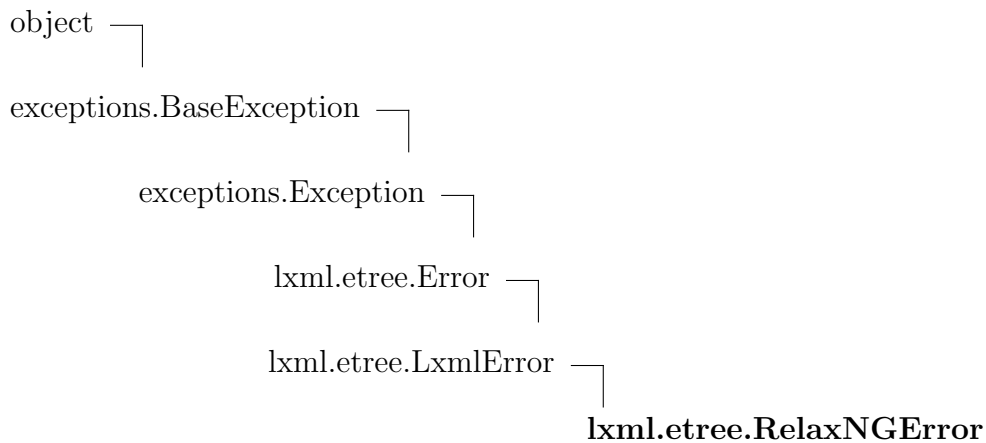 object
exceptions.BaseException
exceptions.Exception
lxml.etree.Error
lxml.etree.LxmlError
lxml.etree.RelaxNGError